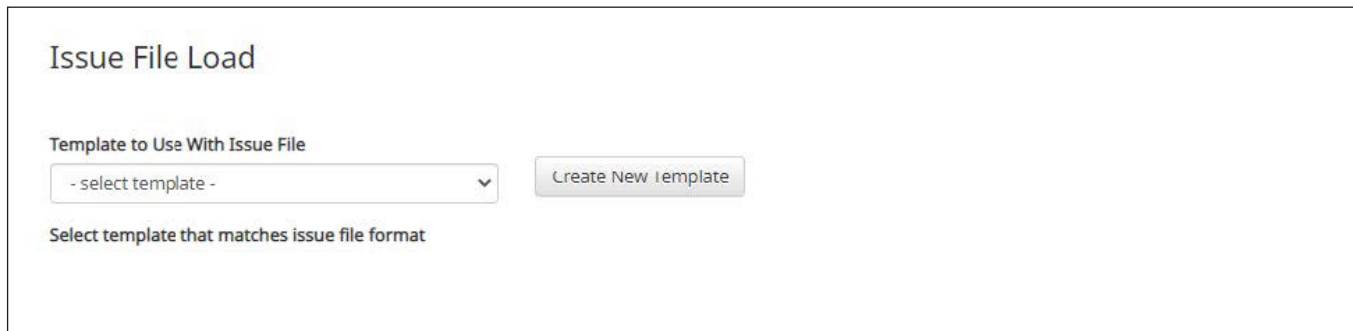 Issue File Load
Template to Use With Issue File
- select template -
Create New Template
Select template that matches issue file format